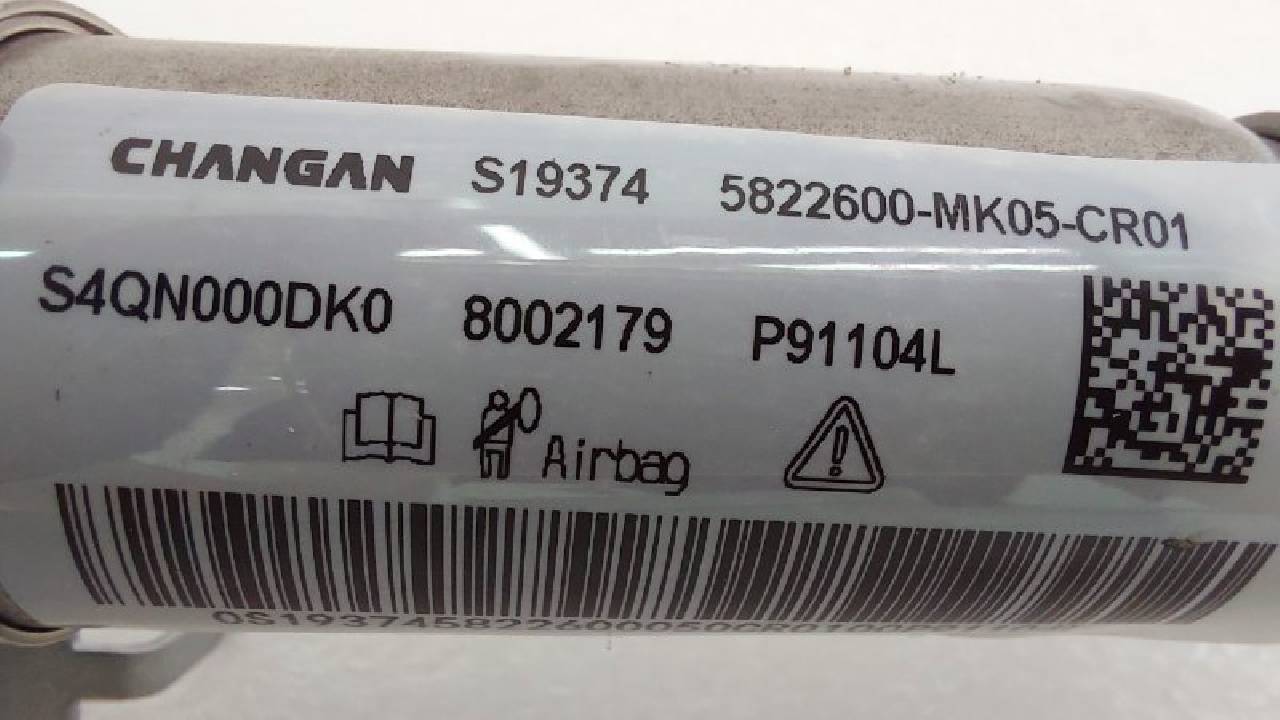 CHANGAN S19374 5822600-MK05-CR01
S4QN000DK0 8002179 P91104L
Airbag